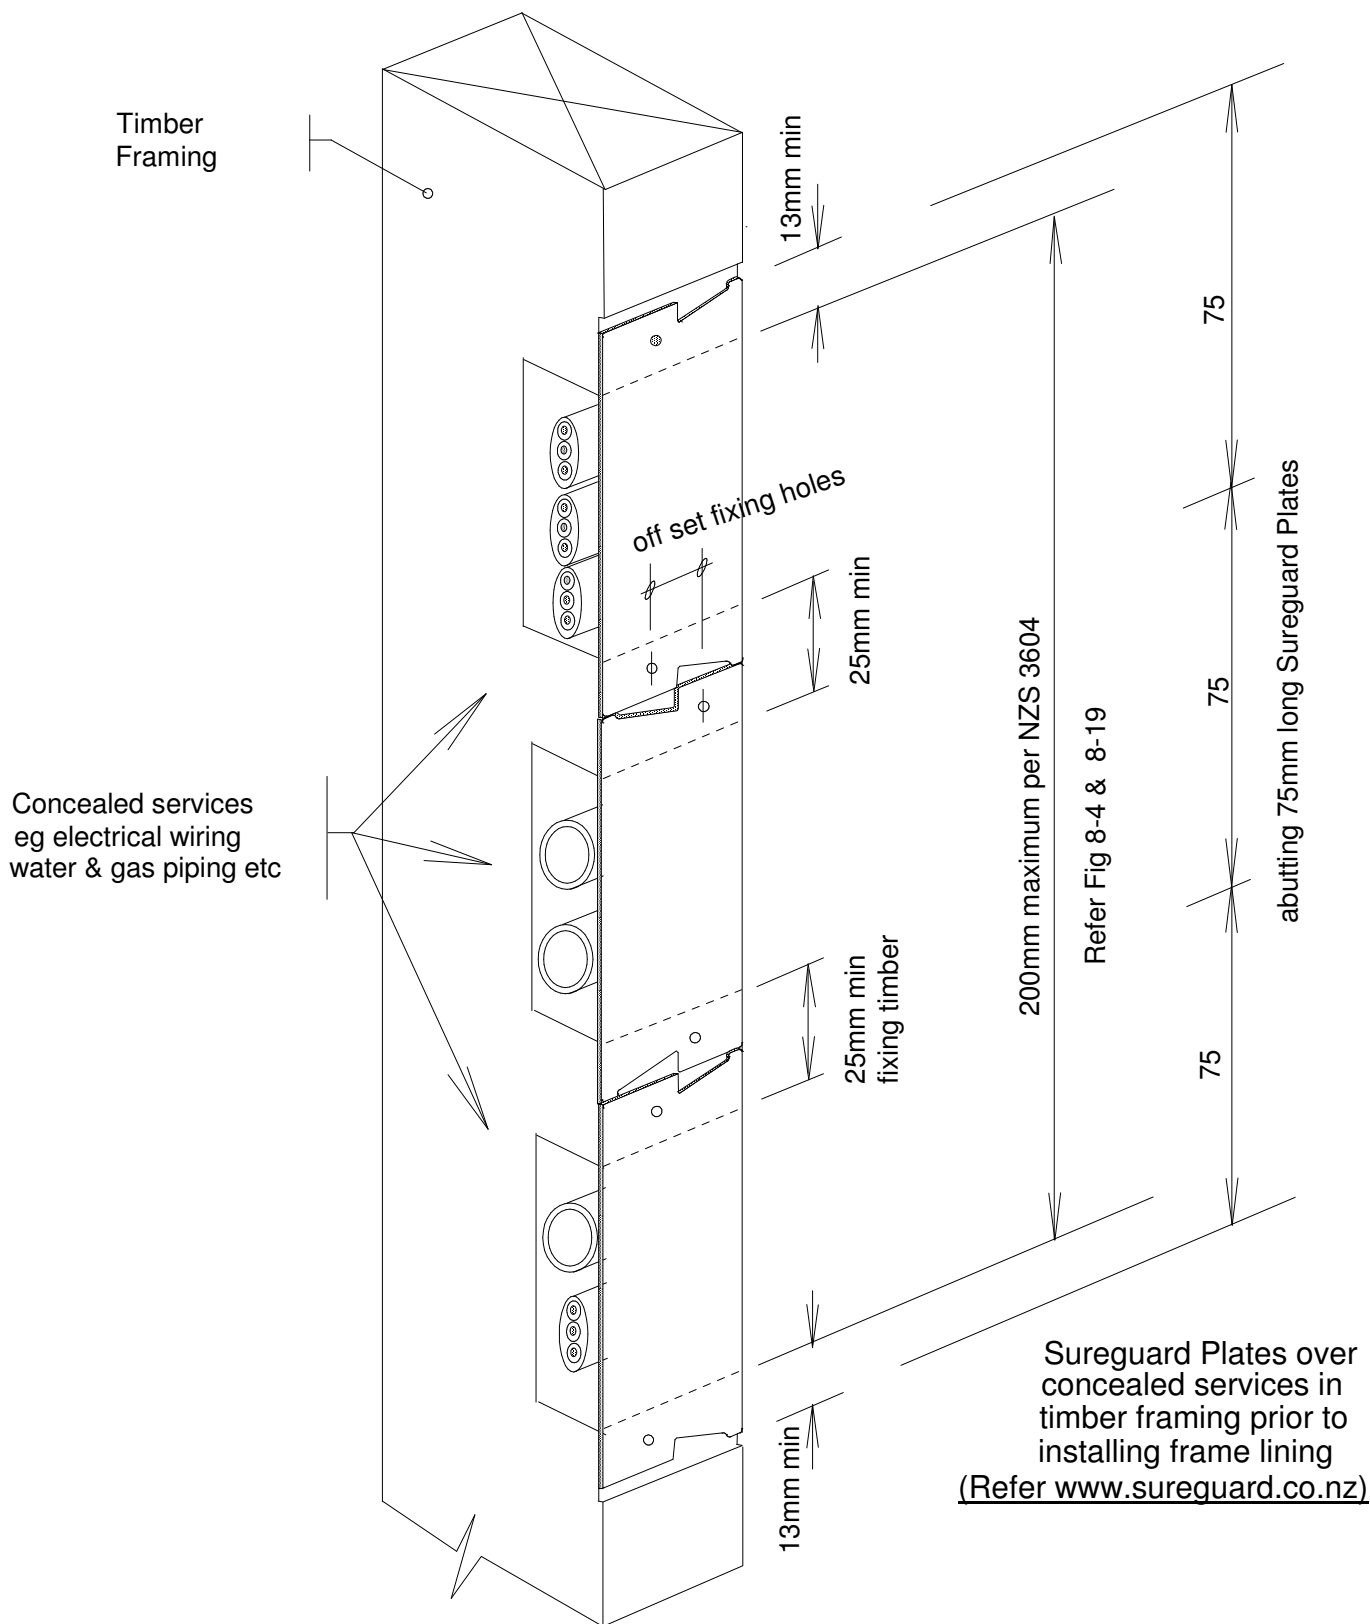 Timber
Framing
13mm min
75
off set fixing holes
25mm min
200mm maximum per NZS 3604
Refer Fig 8-4 & 8-19
75
abutting 75mm long Sureguard Plates
Concealed services
eg electrical wiring
water & gas piping etc
25mm min
fixing timber
75
13mm min
Sureguard Plates over
concealed services in
timber framing prior to
installing frame lining
(Refer www.sureguard.co.nz)